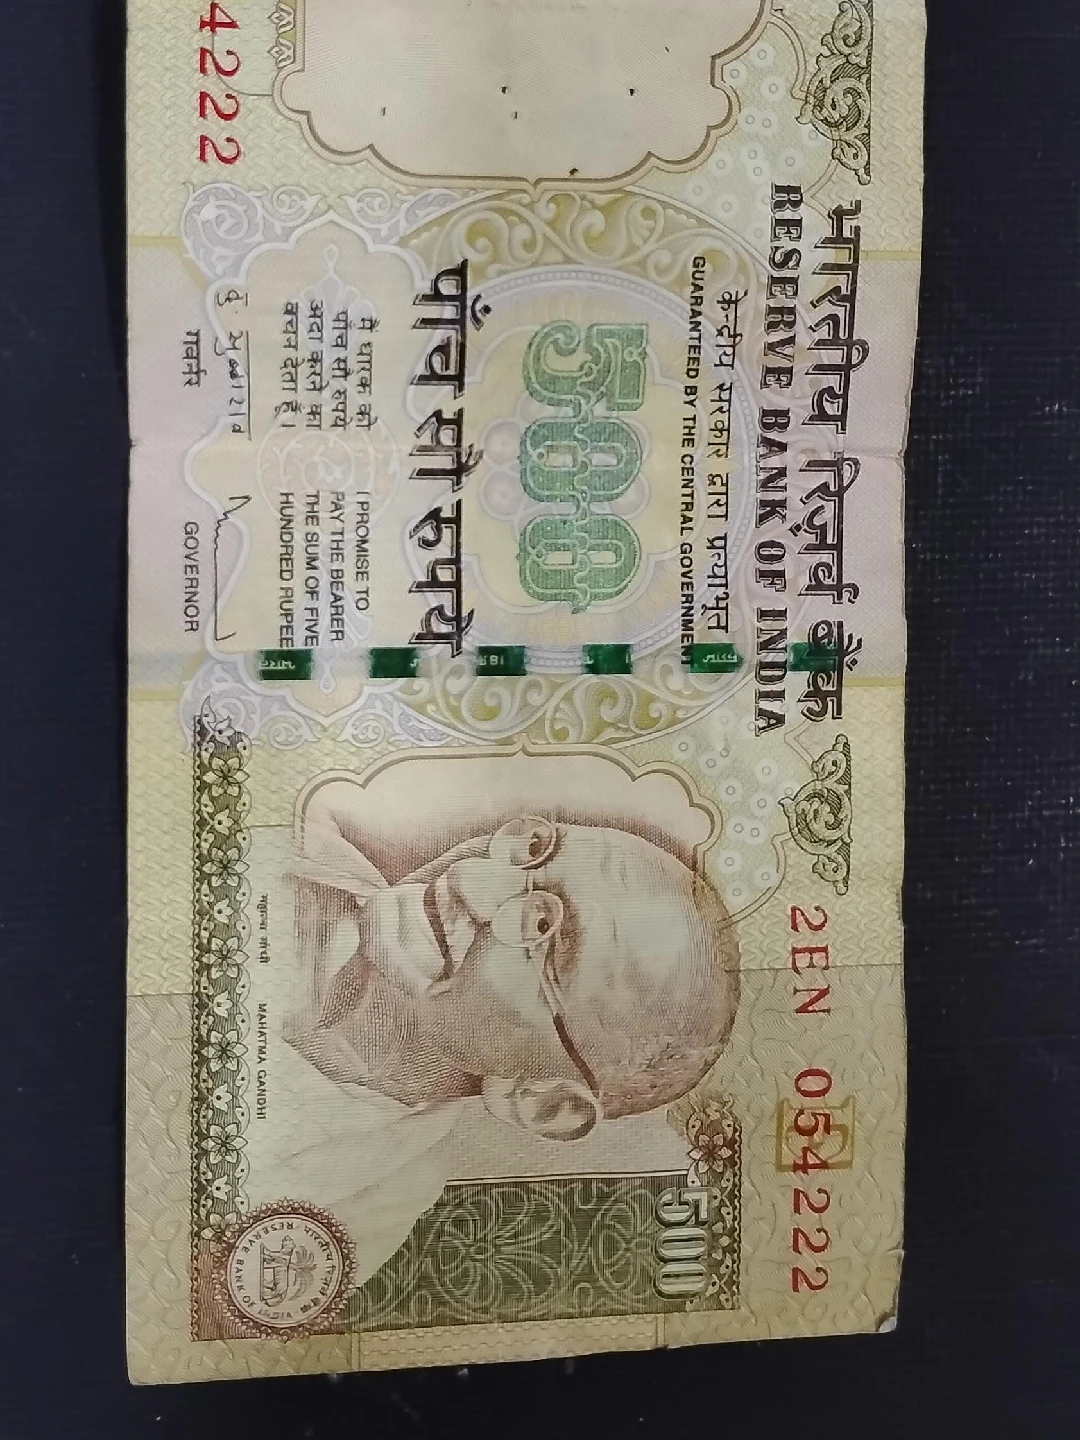 भारतीय रिज़र्व बैंक
RESERVE BANK OF INDIA
2EN 054222
केन्द्रीय सरकार द्वारा प्रत्याभूत
GUARANTEED BY THE CENTRAL GOVERNMENT
500
500
पाँच सौ रुपये
मैं धारक को
पाँच सौ रुपये
अदा करने का
वचन देता हूँ।
I PROMISE TO
PAY THE BEARER
THE SUM OF FIVE
HUNDRED RUPEE
गवर्नर
GOVERNOR
4222
महात्मा गांधी
MAHATMA GANDHI
भारतीय रिज़र्व बैंक
RESERVE BANK OF INDIA